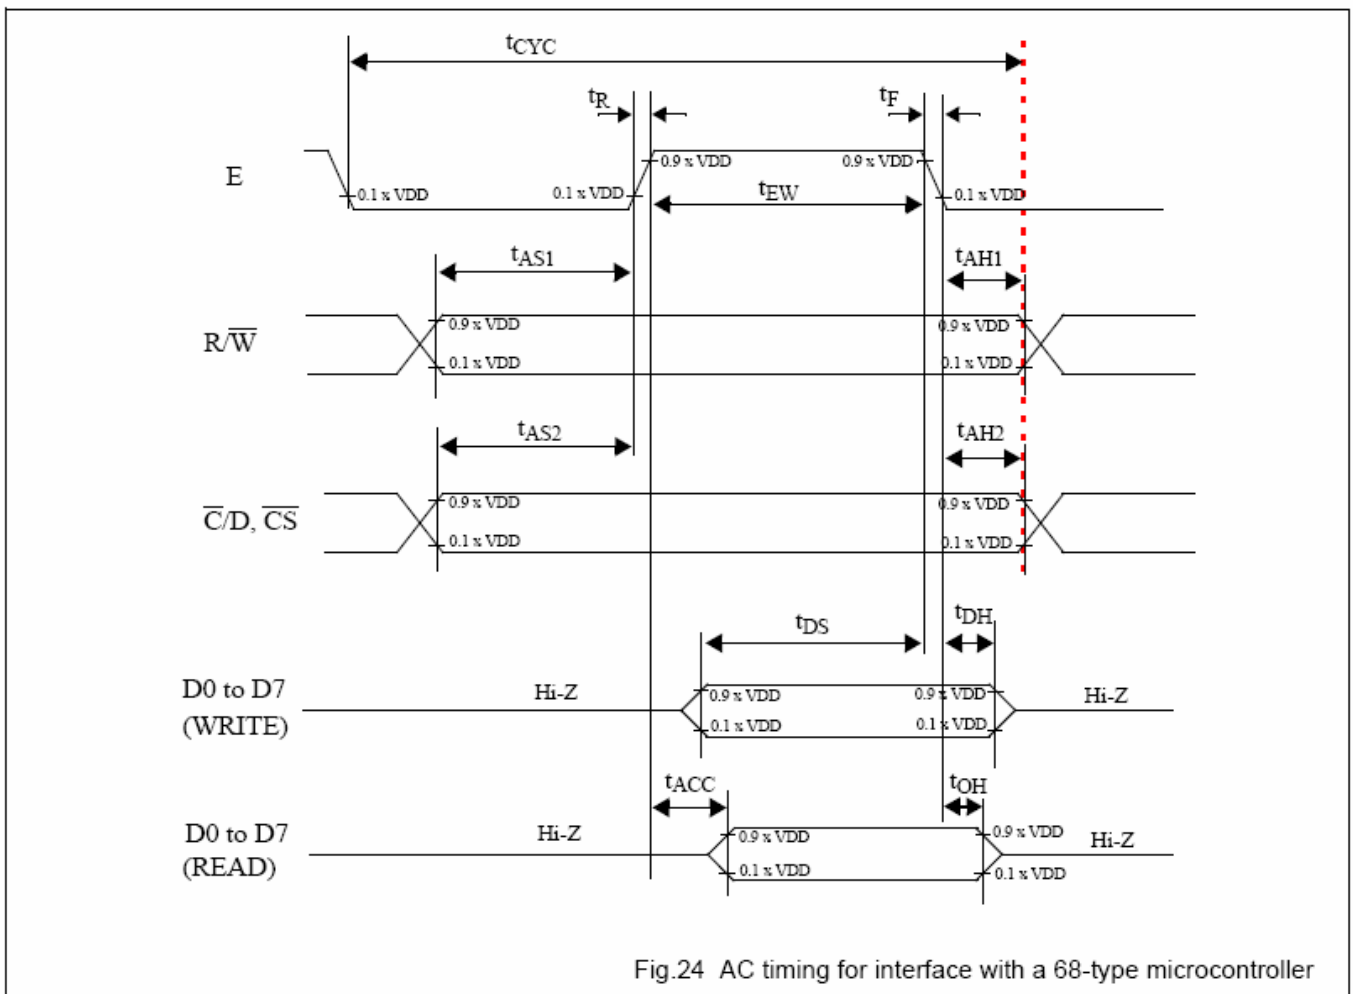 tCYC
tR
tF
E
0.9 x VDD
0.9 x VDD
0.1 x VDD
0.1 x VDD
tEW
0.1 x VDD
tAS1
tAH1
R/W̅
0.9 x VDD
0.9 x VDD
0.1 x VDD
0.1 x VDD
tAS2
tAH2
C̅/D, C̅S̅
0.9 x VDD
0.9 x VDD
0.1 x VDD
0.1 x VDD
tDS
tDH
D0 to D7
(WRITE)
Hi-Z
0.9 x VDD
0.9 x VDD
Hi-Z
0.1 x VDD
0.1 x VDD
tACC
tOH
D0 to D7
(READ)
Hi-Z
0.9 x VDD
0.9 x VDD
Hi-Z
0.1 x VDD
0.1 x VDD
Fig.24 AC timing for interface with a 68-type microcontroller